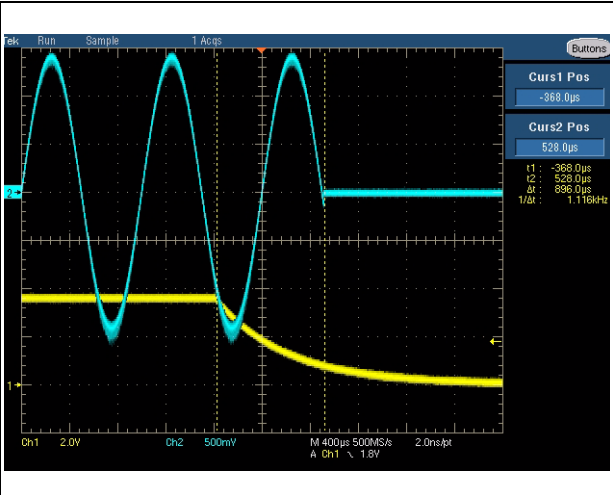 Tek Run Sample 1 Acqs
Buttons
Curs1 Pos
-368.0µs
Curs2 Pos
528.0µs
t1 : -368.0µs
t2 : 528.0µs
Δt : 896.0µs
1/Δt : 1.116kHz
2
1
Ch1 2.0V Ch2 500mV M 400µs 500MS/s 2.0ns/pt
A Ch1 \ 1.8V